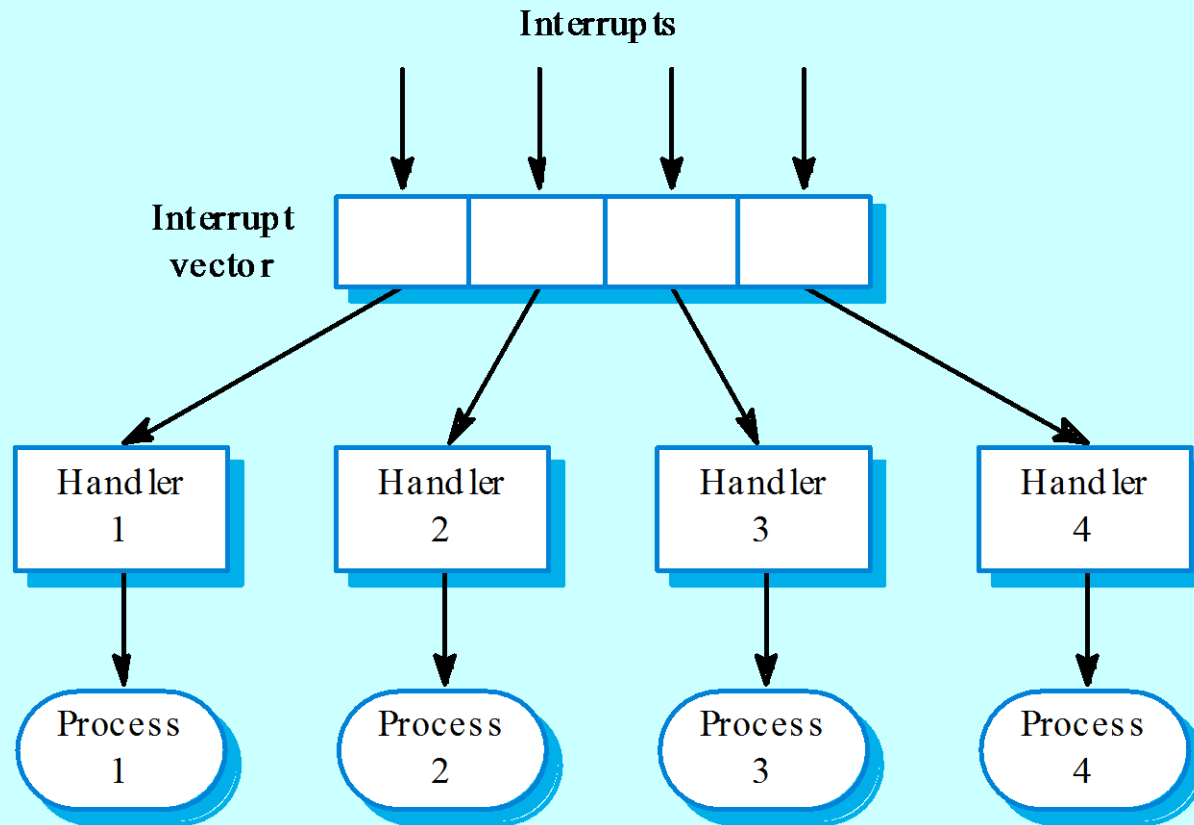 Interrupts
Interrupt
vector
Handler
1
Handler
2
Handler
3
Handler
4
Process
1
Process
2
Process
3
Process
4